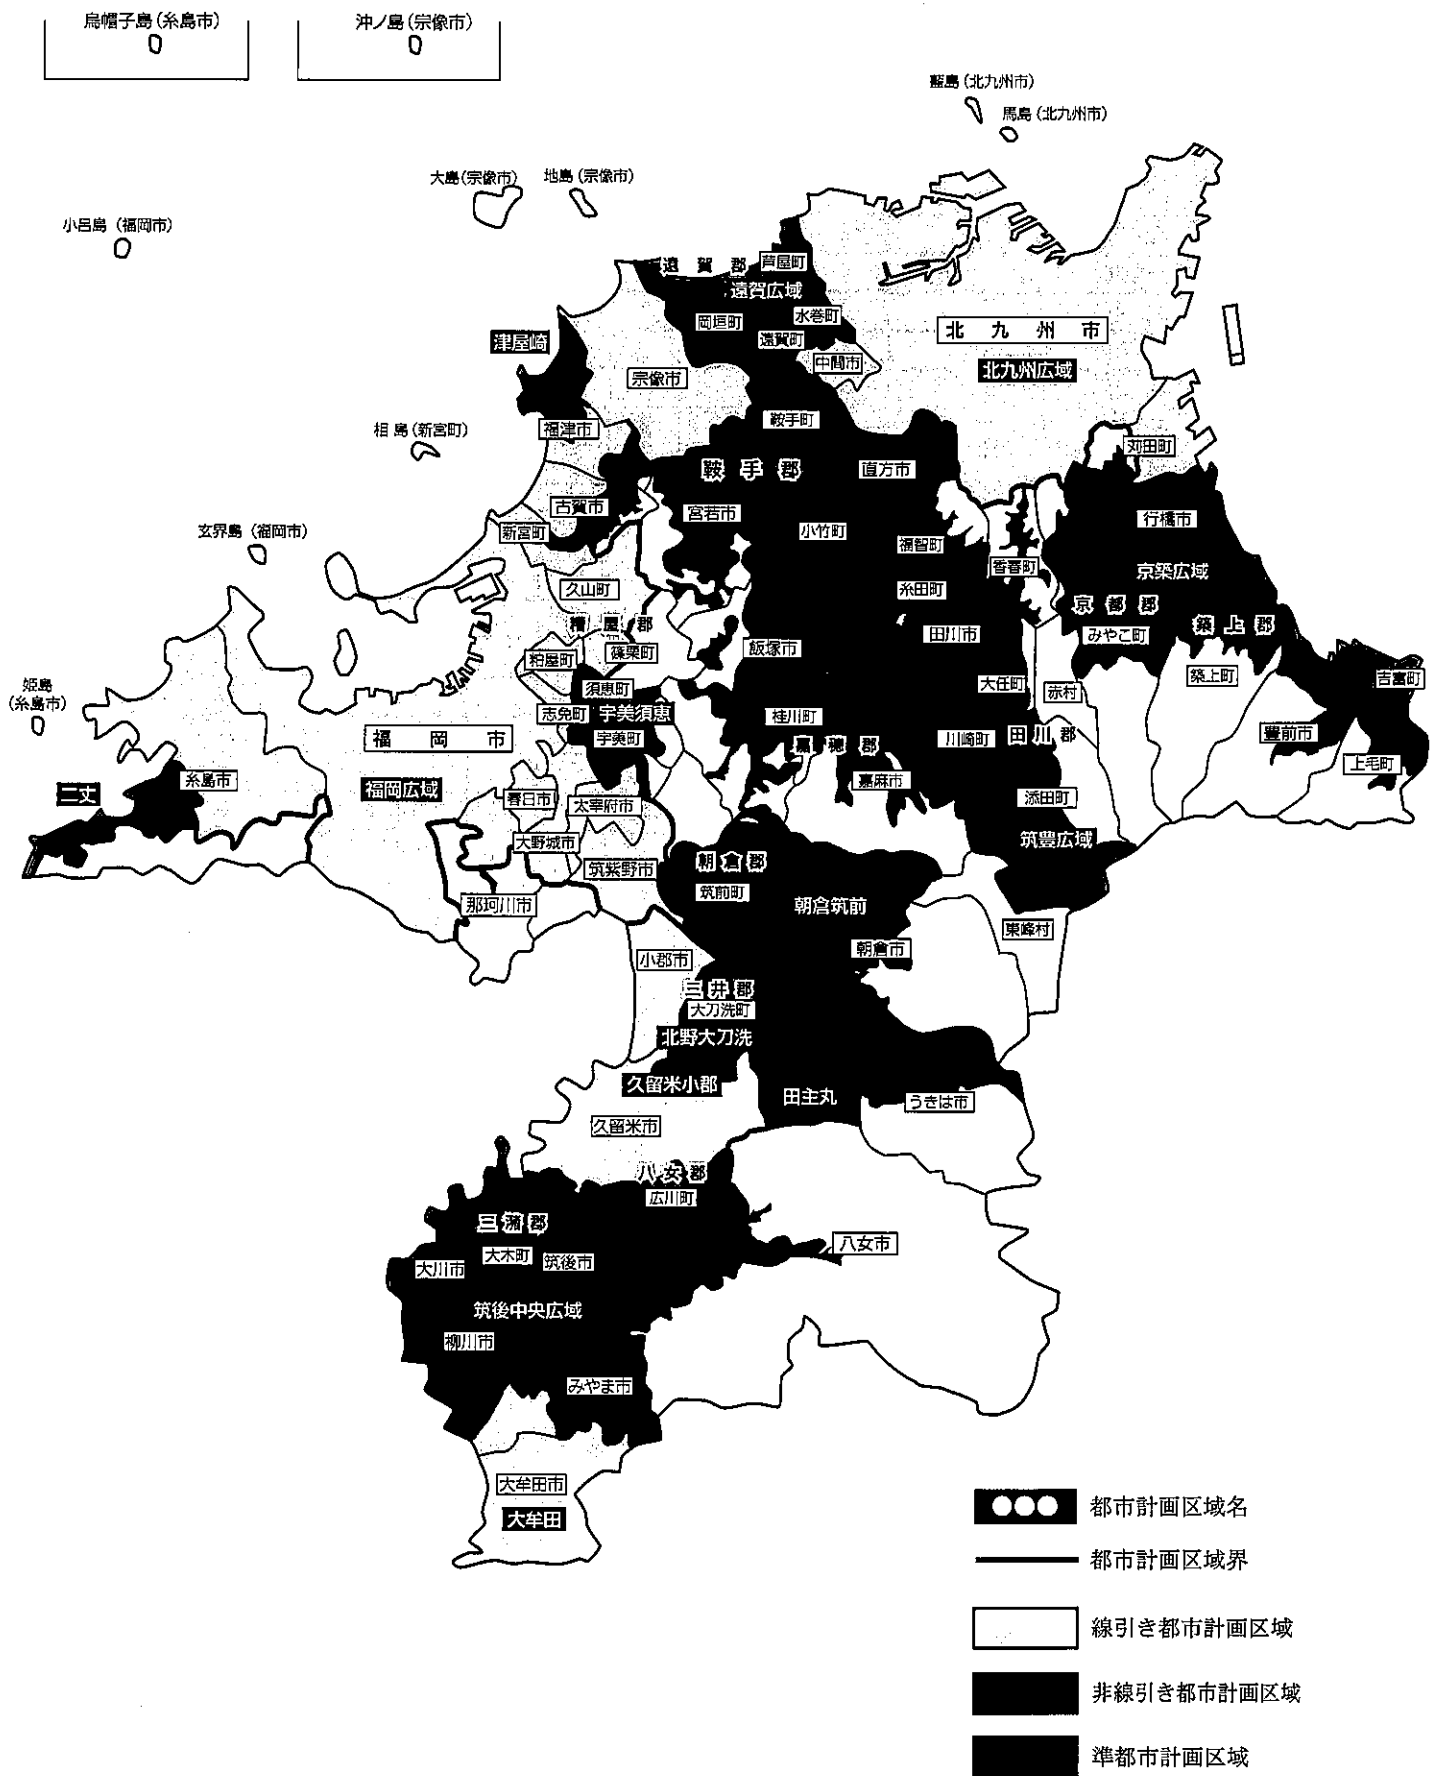 烏帽子島(糸島市)
沖ノ島(宗像市)
藍島(北九州市)
馬島(北九州市)
大島(宗像市)
地島(宗像市)
小呂島(福岡市)
遠賀郡
芦屋町
遠賀広域
岡垣町
水巻町
遠賀町
北九州市
津屋崎
中間市
北九州広域
宗像市
鞍手町
福津市
相島(新宮町)
苅田町
鞍手郡
直方市
古賀市
宮若市
行橋市
新宮町
小竹町
玄界島(福岡市)
福智町
香春町
京築広域
久山町
糸田町
京都郡
糟屋郡
田川市
みやこ町
築上郡
篠栗町
飯塚市
粕屋町
築上町
吉富町
姫島
(糸島市)
須恵町
大任町
赤村
志免町
宇美須恵
桂川町
福岡市
宇美町
嘉穂郡
川崎町
田川郡
豊前市
上毛町
糸島市
嘉麻市
二丈
福岡広域
春日市
太宰府市
添田町
大野城市
筑豊広域
朝倉郡
筑紫野市
筑前町
朝倉筑前
那珂川市
東峰村
朝倉市
小郡市
三井郡
大刀洗町
北野大刀洗
久留米小郡
田主丸
うきは市
久留米市
八女郡
広川町
三潴郡
八女市
大木町
筑後市
大川市
筑後中央広域
柳川市
みやま市
大牟田市
大牟田
都市計画区域名
都市計画区域界
線引き都市計画区域
非線引き都市計画区域
準都市計画区域